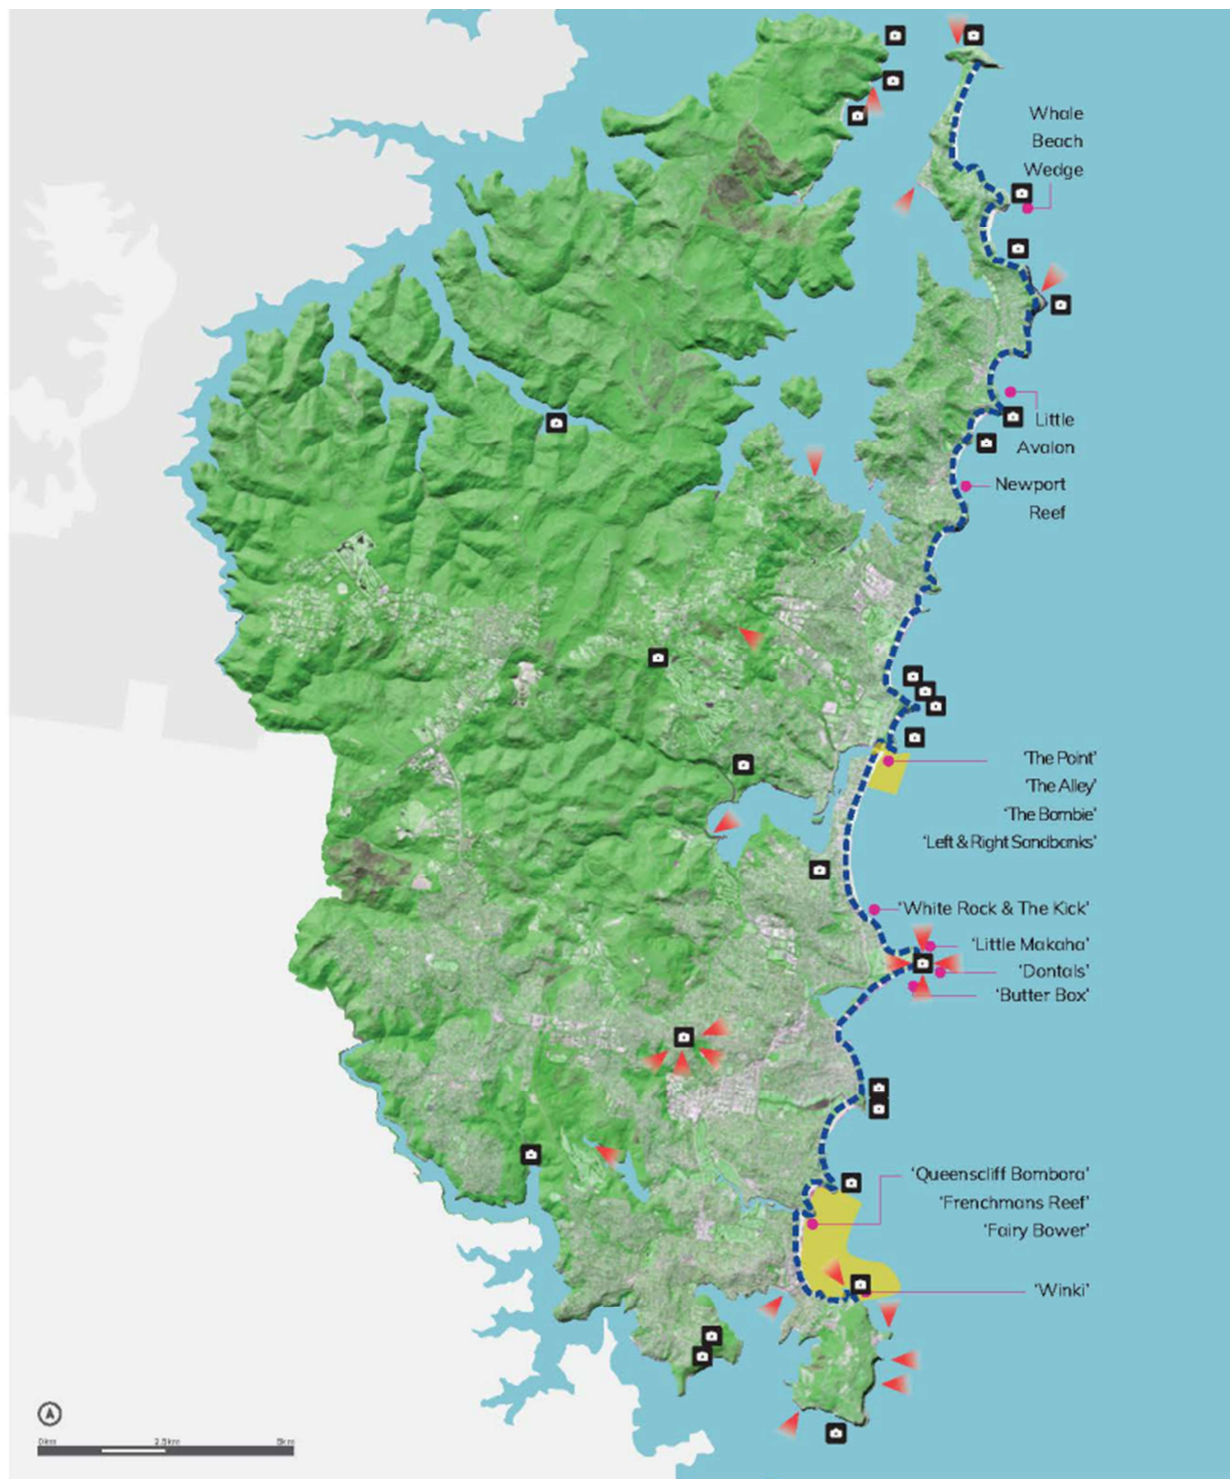 Whale
Beach
Wedge
Little
Avalon
Newport
Reef
'The Point'
'The Alley'
'The Bombie'
'Left & Right Sandbanks'
'White Rock & The Kick'
'Little Makaha'
'Dontals'
'Butter Box'
'Queenscliff Bombora'
'Frenchmans Reef'
'Fairy Bower'
'Winki'
A
0km 2.5km 5km